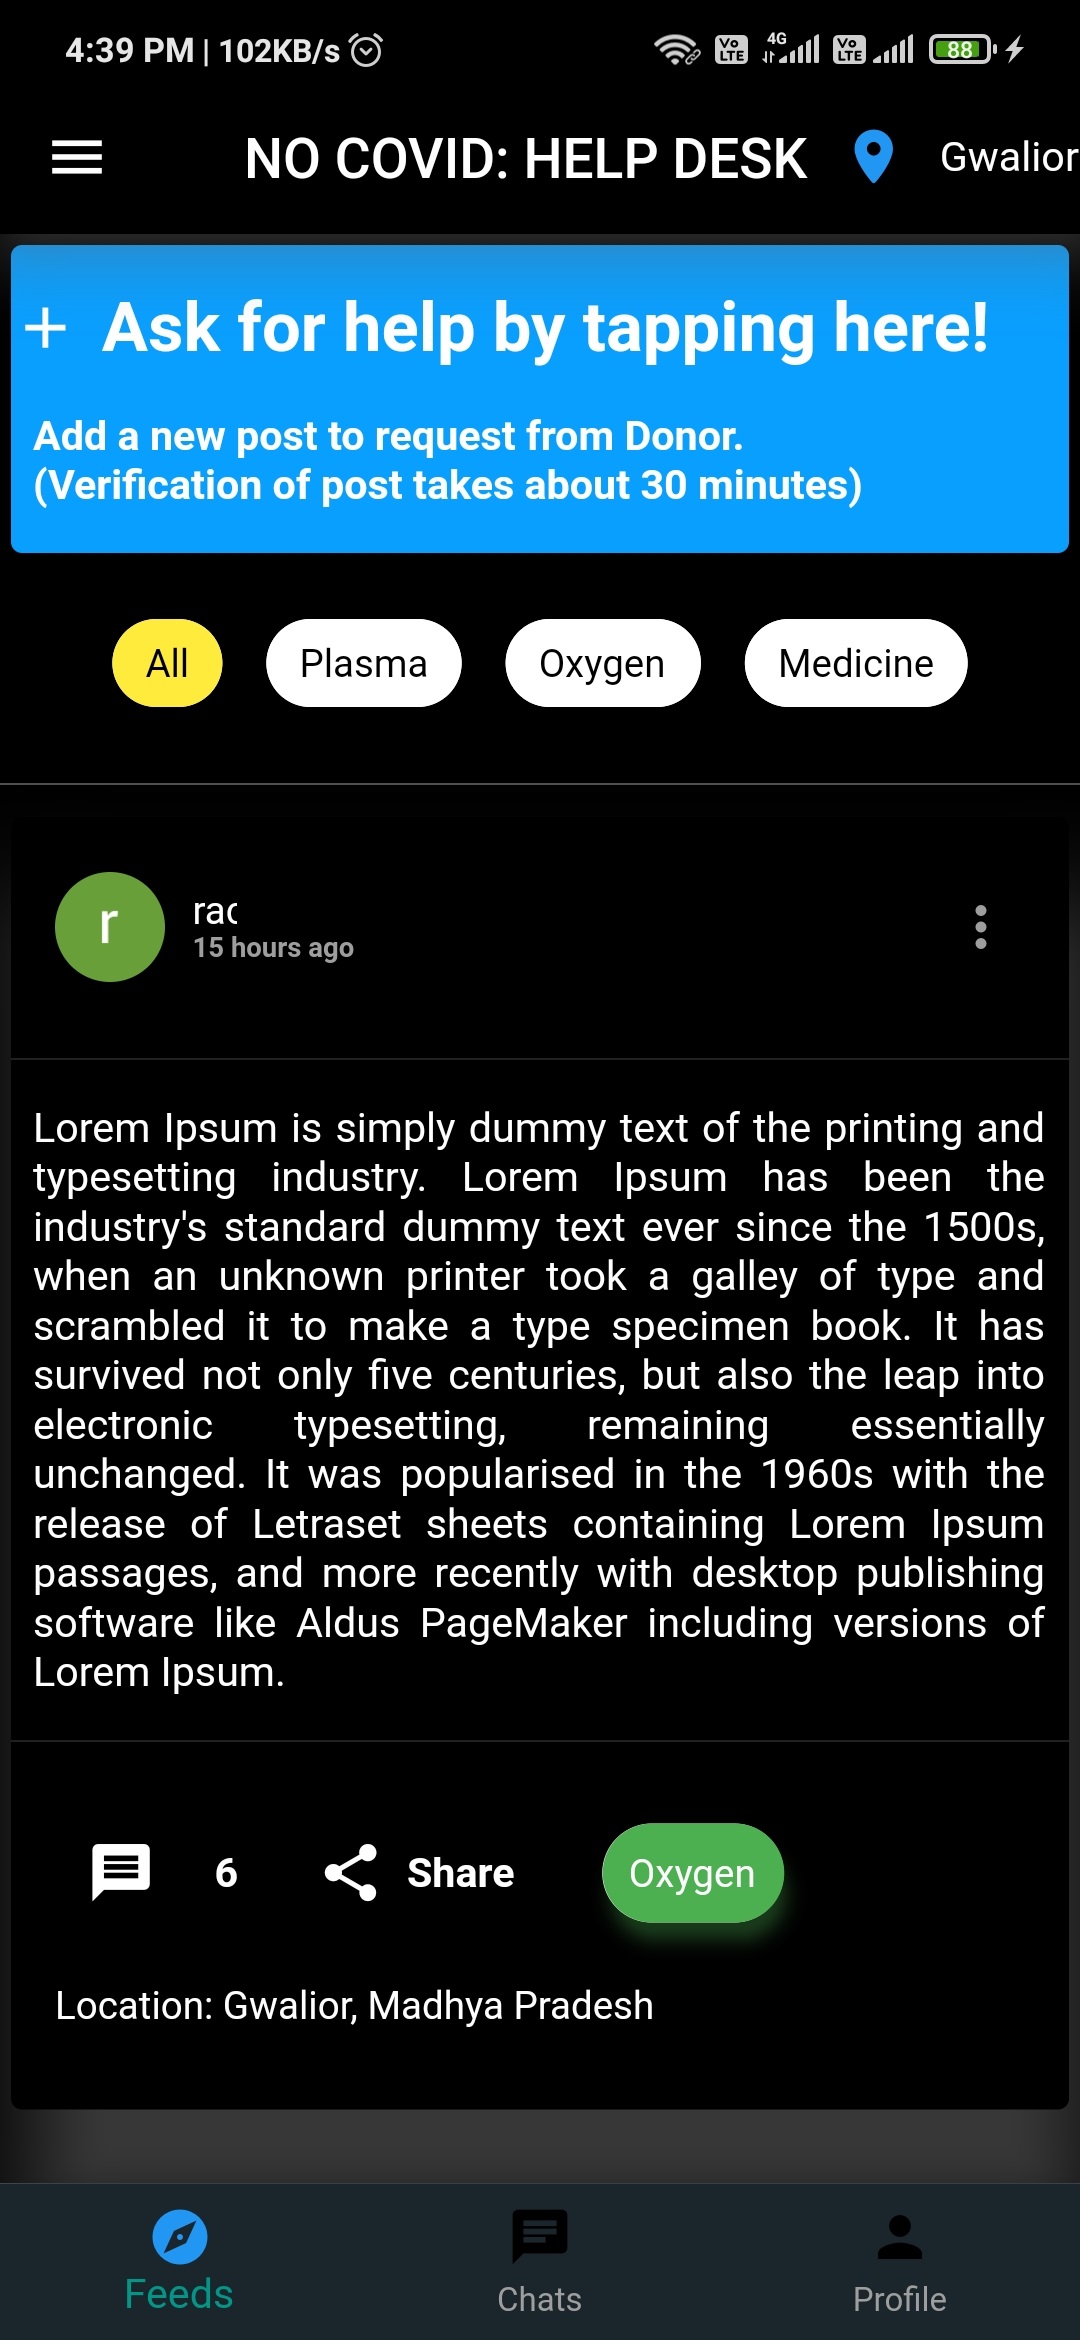 4:39 PM | 102KB/s
Vo LTE 4G Vo LTE 88
NO COVID: HELP DESK Gwalior
+ Ask for help by tapping here!
Add a new post to request from Donor.
(Verification of post takes about 30 minutes)
All Plasma Oxygen Medicine
r
15 hours ago
Lorem Ipsum is simply dummy text of the printing and
typesetting industry. Lorem Ipsum has been the
industry's standard dummy text ever since the 1500s,
when an unknown printer took a galley of type and
scrambled it to make a type specimen book. It has
survived not only five centuries, but also the leap into
electronic typesetting, remaining essentially
unchanged. It was popularised in the 1960s with the
release of Letraset sheets containing Lorem Ipsum
passages, and more recently with desktop publishing
software like Aldus PageMaker including versions of
Lorem Ipsum.
6 Share Oxygen
Location: Gwalior, Madhya Pradesh
Feeds Chats Profile